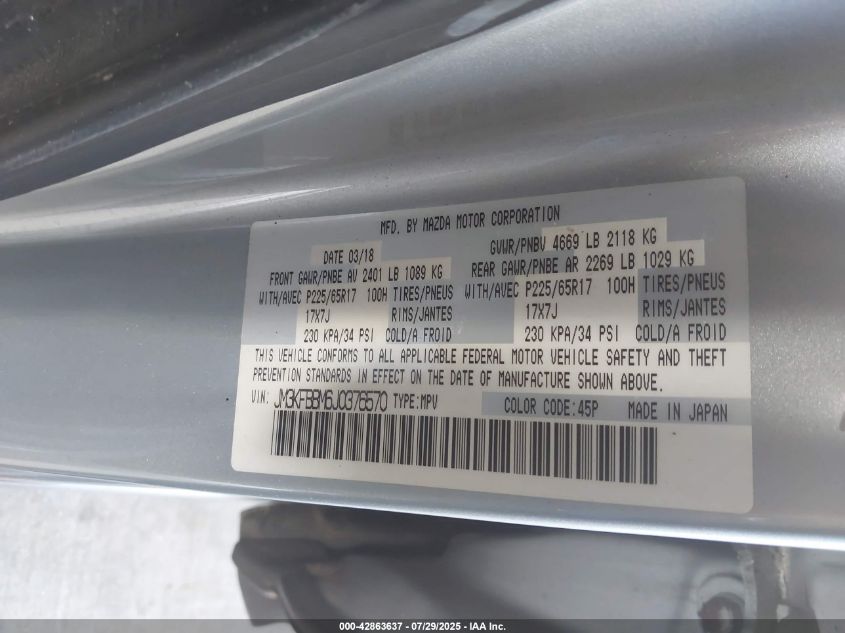 MFD. BY MAZDA MOTOR CORPORATION
DATE 03/18 GVWR/PNBV 4669 LB 2118 KG
FRONT GAWR/PNBE AV 2401 LB 1089 KG REAR GAWR/PNBE AR 2269 LB 1029 KG
WITH/AVEC P225/65R17 100H TIRES/PNEUS WITH/AVEC P225/65R17 100H TIRES/PNEUS
17X7J RIMS/JANTES 17X7J RIMS/JANTES
230 KPA/34 PSI COLD/A FROID 230 KPA/34 PSI COLD/A FROID
THIS VEHICLE CONFORMS TO ALL APPLICABLE FEDERAL MOTOR VEHICLE SAFETY AND THEFT
PREVENTION STANDARDS IN EFFECT ON THE DATE OF MANUFACTURE SHOWN ABOVE.
VIN: JM3KFBBM6J0376570 TYPE:MPV COLOR CODE:45P MADE IN JAPAN
000-42863637 - 07/29/2025 - IAA Inc.